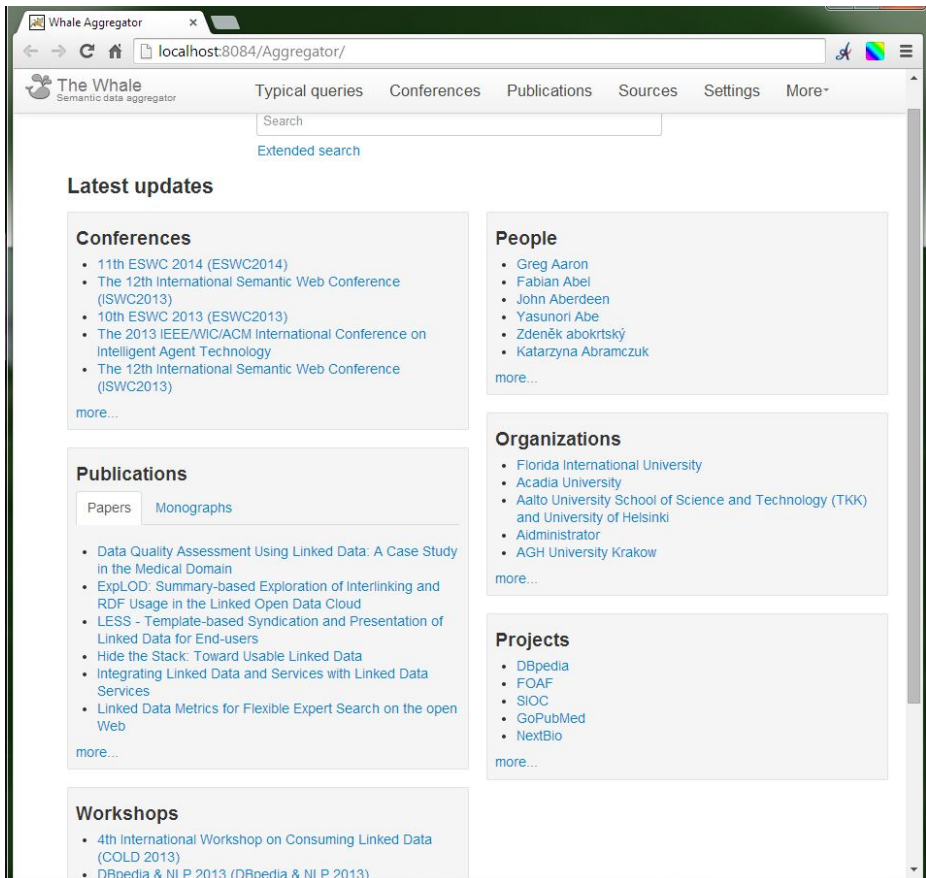 Whale Aggregator
localhost:8084/Aggregator/
The Whale
Semantic data aggregator
Typical queries Conferences Publications Sources Settings More
Search
Extended search
Latest updates
Conferences
11th ESWC 2014 (ESWC2014)
The 12th International Semantic Web Conference
(ISWC2013)
10th ESWC 2013 (ESWC2013)
The 2013 IEEE/WIC/ACM International Conference on
Intelligent Agent Technology
The 12th International Semantic Web Conference
(ISWC2013)
more...
Publications
Papers Monographs
Data Quality Assessment Using Linked Data: A Case Study
in the Medical Domain
ExpLOD: Summary-based Exploration of Interlinking and
RDF Usage in the Linked Open Data Cloud
LESS - Template-based Syndication and Presentation of
Linked Data for End-users
Hide the Stack: Toward Usable Linked Data
Integrating Linked Data and Services with Linked Data
Services
Linked Data Metrics for Flexible Expert Search on the open
Web
more...
Workshops
4th International Workshop on Consuming Linked Data
(COLD 2013)
DBpedia & NLP 2013 (DBpedia & NLP 2013)
People
Greg Aaron
Fabian Abel
John Aberdeen
Yasunori Abe
Zdeněk abokrtský
Katarzyna Abramczuk
more...
Organizations
Florida International University
Acadia University
Aalto University School of Science and Technology (TKK)
and University of Helsinki
Aidministrator
AGH University Krakow
more...
Projects
DBpedia
FOAF
SIOC
GoPubMed
NextBio
more...